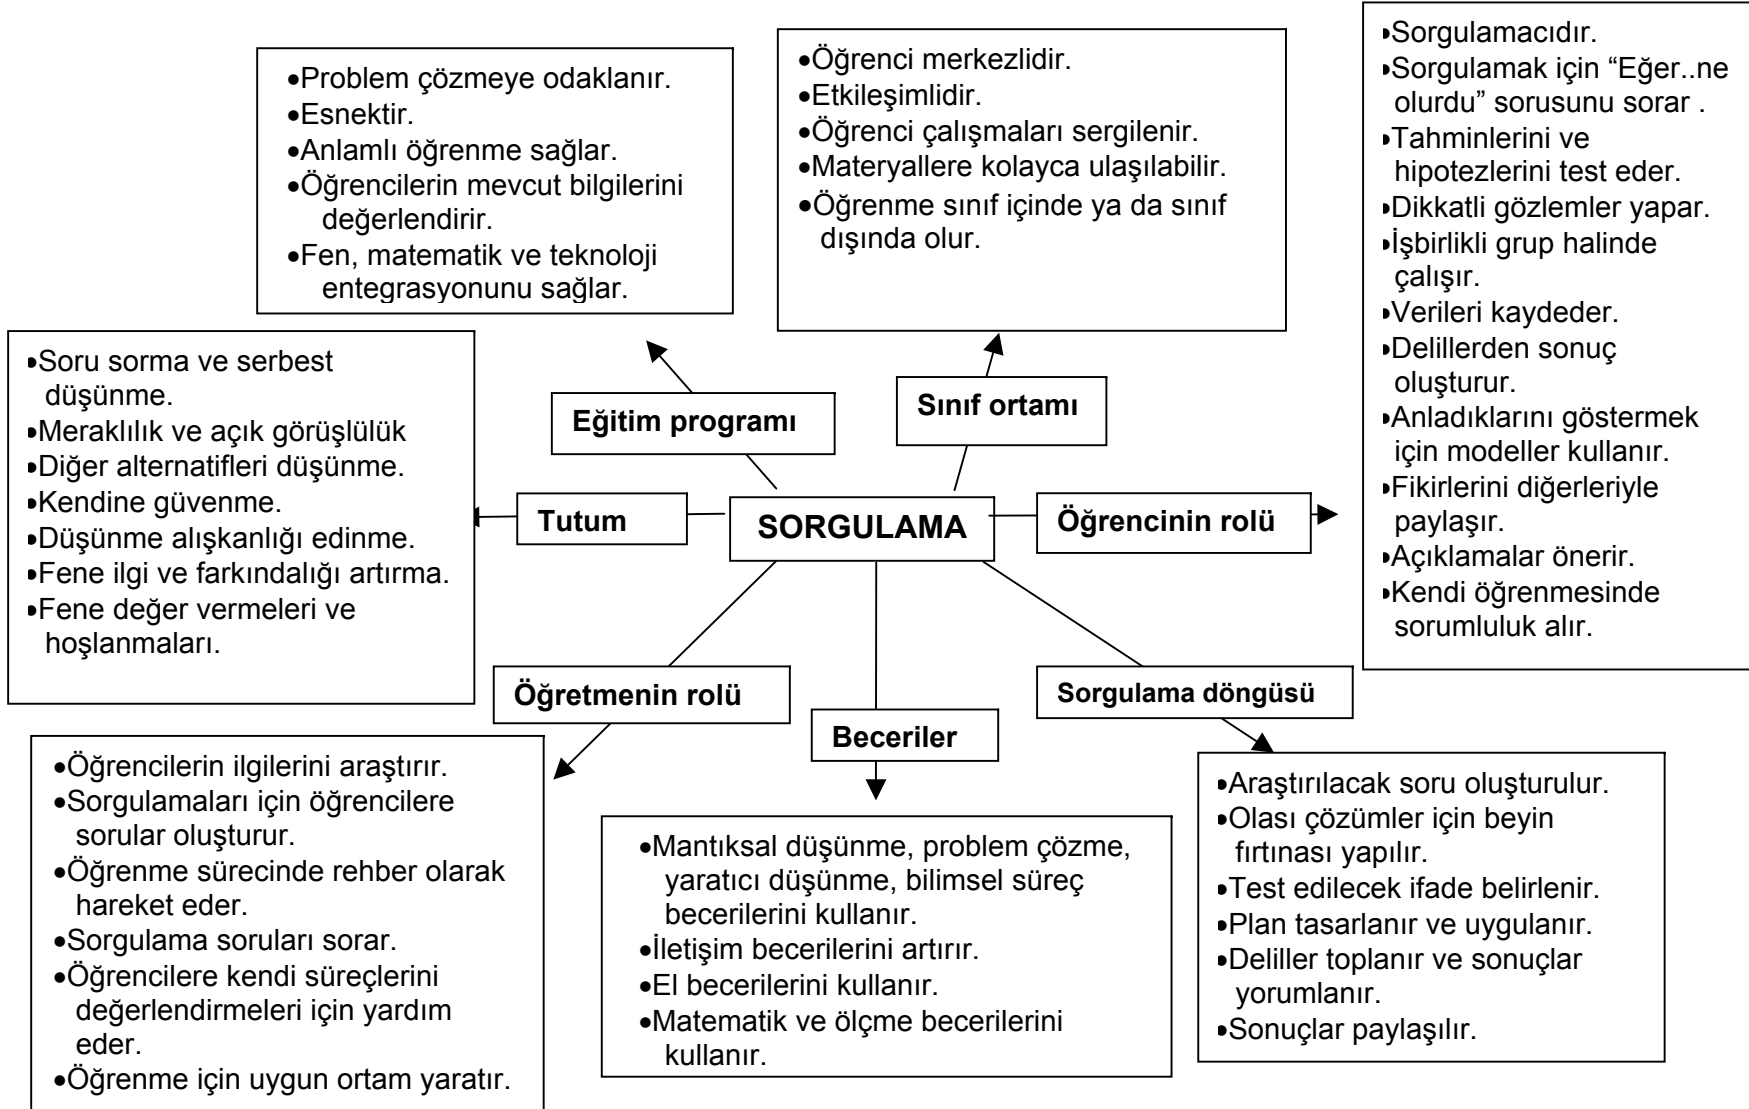 •Problem çözmeye odaklanır.
•Esnektir.
•Anlamlı öğrenme sağlar.
•Öğrencilerin mevcut bilgilerini
değerlendirir.
•Fen, matematik ve teknoloji
entegrasyonunu sağlar.
•Öğrenci merkezlidir.
•Etkileşimlidir.
•Öğrenci çalışmaları sergilenir.
•Materyallere kolayca ulaşılabilir.
•Öğrenme sınıf içinde ya da sınıf
dışında olur.
•Sorgulamacıdır.
•Sorgulamak için “Eğer..ne
olurdu” sorusunu sorar .
•Tahminlerini ve
hipotezlerini test eder.
•Dikkatli gözlemler yapar.
•İşbirlikli grup halinde
çalışır.
•Verileri kaydeder.
•Delillerden sonuç
oluşturur.
•Anladıklarını göstermek
için modeller kullanır.
•Fikirlerini diğerleriyle
paylaşır.
•Açıklamalar önerir.
•Kendi öğrenmesinde
sorumluluk alır.
•Soru sorma ve serbest
düşünme.
•Meraklılık ve açık görüşlülük
•Diğer alternatifleri düşünme.
•Kendine güvenme.
•Düşünme alışkanlığı edinme.
•Fene ilgi ve farkındalığı artırma.
•Fene değer vermeleri ve
hoşlanmaları.
Eğitim programı
Sınıf ortamı
Tutum
SORGULAMA
Öğrencinin rolü
Öğretmenin rolü
Beceriler
Sorgulama döngüsü
•Öğrencilerin ilgilerini araştırır.
•Sorgulamaları için öğrencilere
sorular oluşturur.
•Öğrenme sürecinde rehber olarak
hareket eder.
•Sorgulama soruları sorar.
•Öğrencilere kendi süreçlerini
değerlendirmeleri için yardım
eder.
•Öğrenme için uygun ortam yaratır.
•Mantıksal düşünme, problem çözme,
yaratıcı düşünme, bilimsel süreç
becerilerini kullanır.
•İletişim becerilerini artırır.
•El becerilerini kullanır.
•Matematik ve ölçme becerilerini
kullanır.
•Araştırılacak soru oluşturulur.
•Olası çözümler için beyin
fırtınası yapılır.
•Test edilecek ifade belirlenir.
•Plan tasarlanır ve uygulanır.
•Deliller toplanır ve sonuçlar
yorumlanır.
•Sonuçlar paylaşılır.